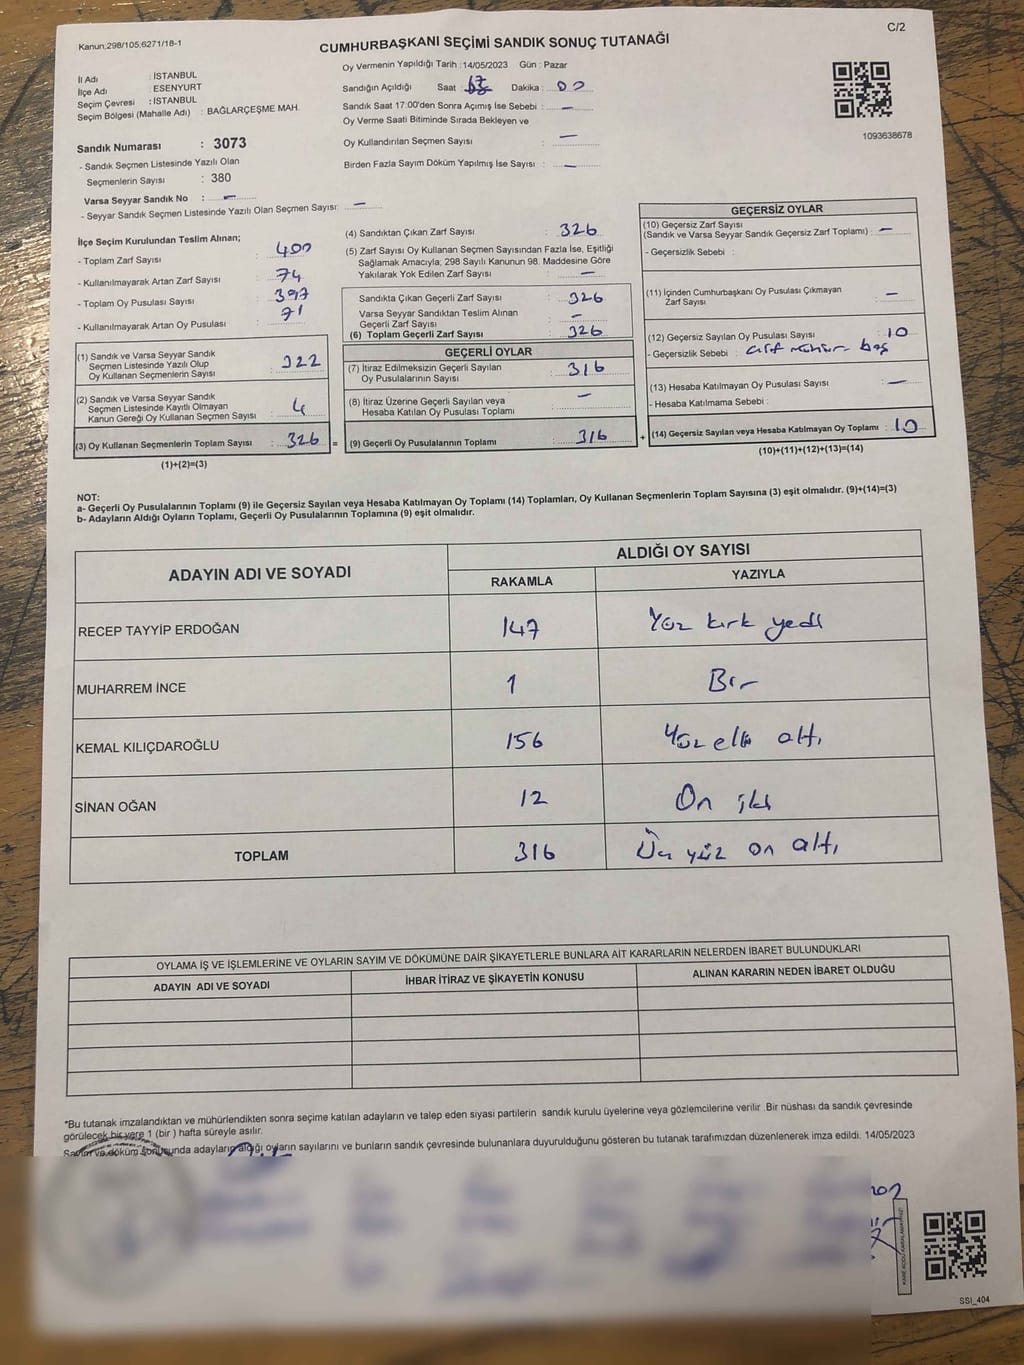 Kanun;298/105;6271/18-1
C/2
CUMHURBAŞKANI SEÇİMİ SANDIK SONUÇ TUTANAĞI
İl Adı : İSTANBUL
İlçe Adı : ESENYURT
Seçim Çevresi : İSTANBUL
Seçim Bölgesi (Mahalle Adı) : BAĞLARÇEŞME MAH.
Sandık Numarası : 3073
- Sandık Seçmen Listesinde Yazılı Olan
Seçmenlerin Sayısı : 380
Varsa Seyyar Sandık No : -
- Seyyar Sandık Seçmen Listesinde Yazılı Olan Seçmen Sayısı: -
Oy Vermenin Yapıldığı Tarih :14/05/2023 Gün : Pazar
Sandığın Açıldığı Saat : Dakika : 00
Sandık Saat 17:00'den Sonra Açımış İse Sebebi : -
Oy Verme Saati Bitiminde Sırada Bekleyen ve
Oy Kullandırılan Seçmen Sayısı : -
Birden Fazla Sayım Döküm Yapılmış İse Sayısı : -
1093638678
İlçe Seçim Kurulundan Teslim Alınan;
- Toplam Zarf Sayısı : 400
- Kullanılmayarak Artan Zarf Sayısı : 74
- Toplam Oy Pusulası Sayısı : 397
- Kullanılmayarak Artan Oy Pusulası : 71
(1) Sandık ve Varsa Seyyar Sandık
Seçmen Listesinde Yazılı Olup
Oy Kullanan Seçmenlerin Sayısı : 322
(2) Sandık ve Varsa Seyyar Sandık
Seçmen Listesinde Kayıtlı Olmayan
Kanun Gereği Oy Kullanan Seçmen Sayısı : 4
(3) Oy Kullanan Seçmenlerin Toplam Sayısı : 326 =
(1)+(2)=(3)
(4) Sandıktan Çıkan Zarf Sayısı : 326
(5) Zarf Sayısı Oy Kullanan Seçmen Sayısından Fazla İse, Eşitliği
Sağlamak Amacıyla; 298 Sayılı Kanunun 98. Maddesine Göre
Yakılarak Yok Edilen Zarf Sayısı : -
Sandıkta Çıkan Geçerli Zarf Sayısı : 326
Varsa Seyyar Sandıktan Teslim Alınan
Geçerli Zarf Sayısı : -
(6) Toplam Geçerli Zarf Sayısı : 326
GEÇERLİ OYLAR
(7) İtiraz Edilmeksizin Geçerli Sayılan
Oy Pusulalarının Sayısı : 316
(8) İtiraz Üzerine Geçerli Sayılan veya
Hesaba Katılan Oy Pusulası Toplamı : -
(9) Geçerli Oy Pusulalarının Toplamı : 316 +
GEÇERSİZ OYLAR
(10) Geçersiz Zarf Sayısı
(Sandık ve Varsa Seyyar Sandık Geçersiz Zarf Toplamı) : -
- Geçersizlik Sebebi :
(11) İçinden Cumhurbaşkanı Oy Pusulası Çıkmayan
Zarf Sayısı : -
(12) Geçersiz Sayılan Oy Pusulası Sayısı : 10
- Geçersizlik Sebebi : çift mühür boş
(13) Hesaba Katılmayan Oy Pusulası Sayısı : -
- Hesaba Katılmama Sebebi :
(14) Geçersiz Sayılan veya Hesaba Katılmayan Oy Toplamı : 10
(10)+(11)+(12)+(13)=(14)
NOT:
a- Geçerli Oy Pusulalarının Toplamı (9) ile Geçersiz Sayılan veya Hesaba Katılmayan Oy Toplamı (14) Toplamları, Oy Kullanan Seçmenlerin Toplam Sayısına (3) eşit olmalıdır. (9)+(14)=(3)
b- Adayların Aldığı Oyların Toplamı, Geçerli Oy Pusulalarının Toplamına (9) eşit olmalıdır.
ADAYIN ADI VE SOYADI
ALDIĞI OY SAYISI
RAKAMLA YAZIYLA
RECEP TAYYİP ERDOĞAN 147 Yüz kırk yedi
MUHARREM İNCE 1 Bir
KEMAL KILIÇDAROĞLU 156 Yüz elli altı
SİNAN OĞAN 12 On iki
TOPLAM 316 Üç yüz on altı
OYLAMA İŞ VE İŞLEMLERİNE VE OYLARIN SAYIM VE DÖKÜMÜNE DAİR ŞİKAYETLERLE BUNLARA AİT KARARLARIN NELERDEN İBARET BULUNDUKLARI
ADAYIN ADI VE SOYADI İHBAR İTİRAZ VE ŞİKAYETİN KONUSU ALINAN KARARIN NEDEN İBARET OLDUĞU
*Bu tutanak imzalandıktan ve mühürlendikten sonra seçime katılan adayların ve talep eden siyasi partilerin sandık kurulu üyelerine veya gözlemcilerine verilir .Bir nüshası da sandık çevresinde
görülecek bir yere 1 (bir ) hafta süreyle asılır.
Sayım ve döküm sonucunda adayların aldığı oyların sayılarını ve bunların sandık çevresinde bulunanlara duyurulduğunu gösteren bu tutanak tarafımızdan düzenlenerek imza edildi. 14/05/2023
KARE KODU KARALAMAYINIZ!
SSI_404